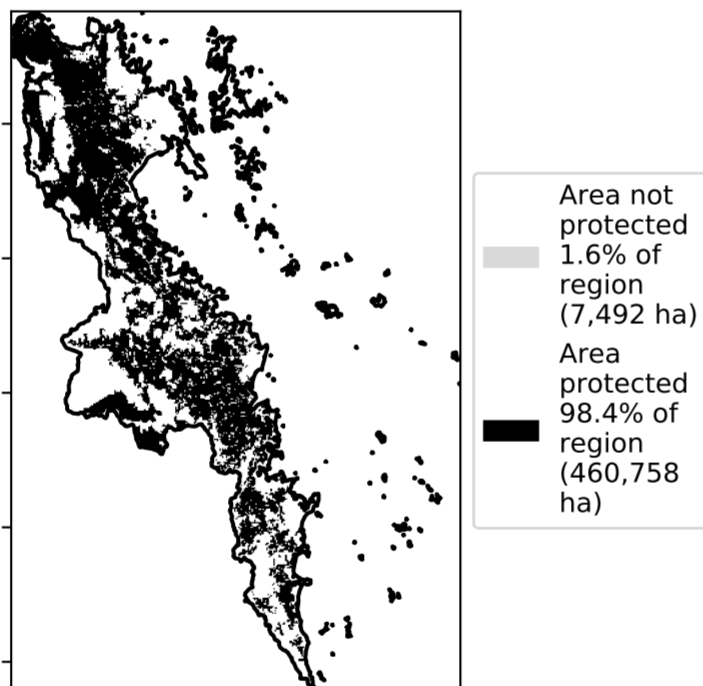 Area not
protected
1.6% of
region
(7,492 ha)
Area
protected
98.4% of
region
(460,758
ha)